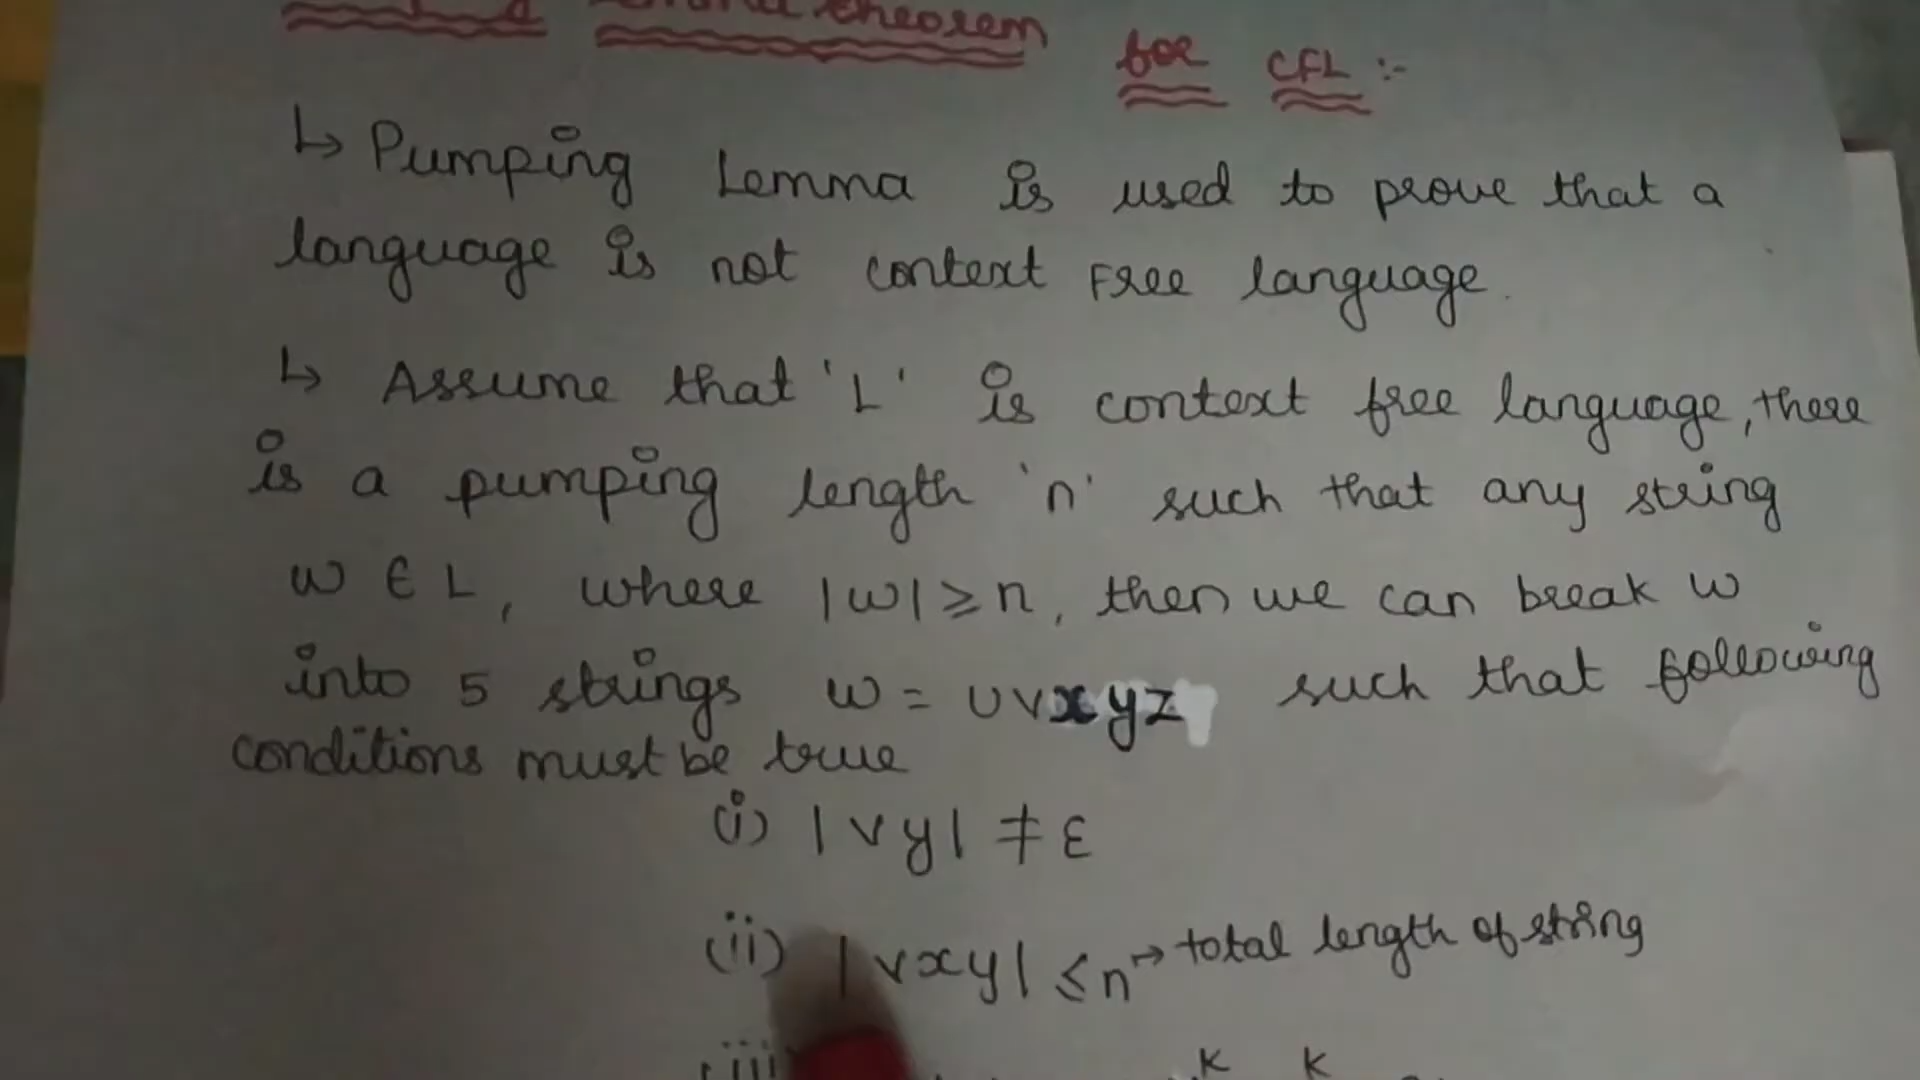 theorem for CFL :-
↳ Pumping Lemma is used to prove that a
language is not context Free language.
↳ Assume that 'L' is context free language, there
is a pumping length 'n' such that any string
w ∈ L, where |w| ≥ n, then we can break w
into 5 strings w = uvxyz such that following
conditions must be true
(i) |vy| ≠ ε
(ii) |vxy| ≤ n → total length of string
(iii) k k